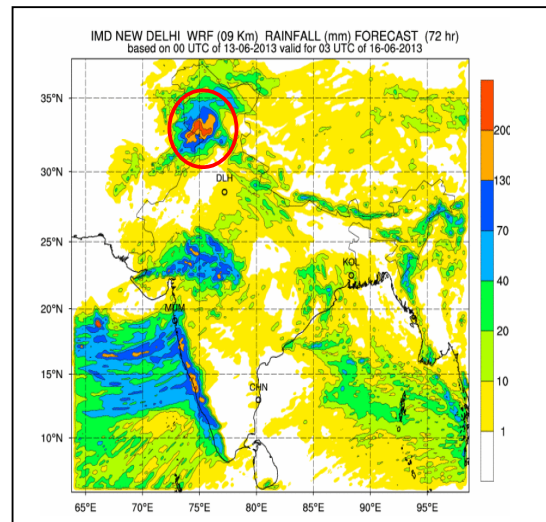 IMD NEW DELHI WRF (09 Km) RAINFALL (mm) FORECAST (72 hr)
based on 00 UTC of 13-06-2013 valid for 03 UTC of 16-06-2013
35°N
30°N
25°N
20°N
15°N
10°N
DLH
KOL
MUM
CHN
65°E 70°E 75°E 80°E 85°E 90°E 95°E
200
130
70
40
20
10
1